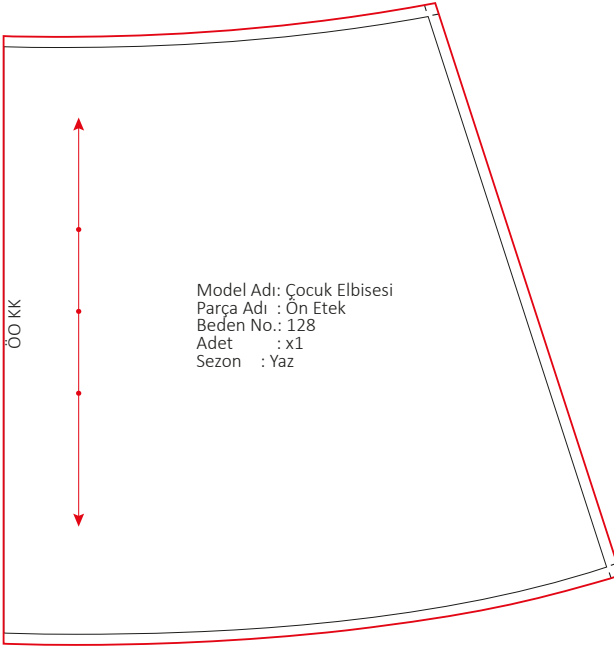 ÖO KK
Model Adı: Çocuk Elbisesi
Parça Adı : Ön Etek
Beden No.: 128
Adet : x1
Sezon : Yaz